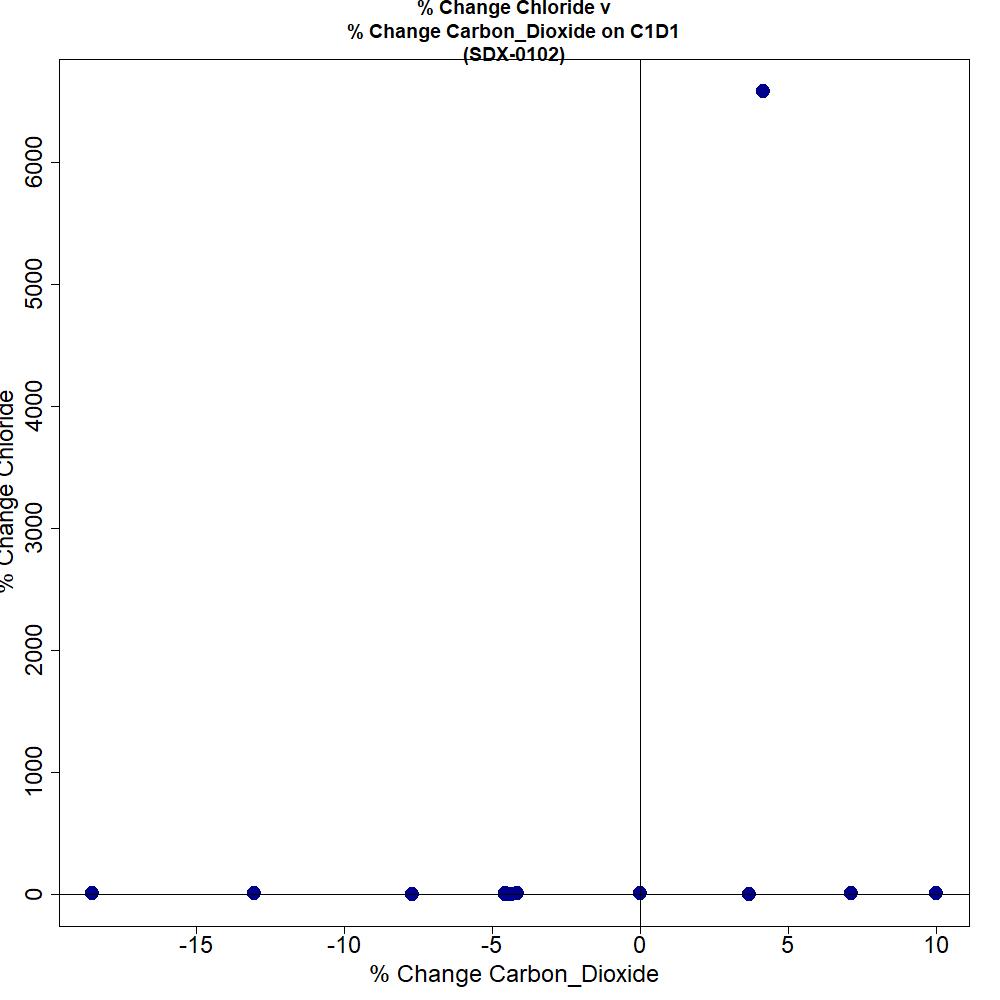 % Change Chloride v
% Change Carbon_Dioxide on C1D1
(SDX-0102)
% Change Chloride
6000
5000
4000
3000
2000
1000
0
-15 -10 -5 0 5 10
% Change Carbon_Dioxide